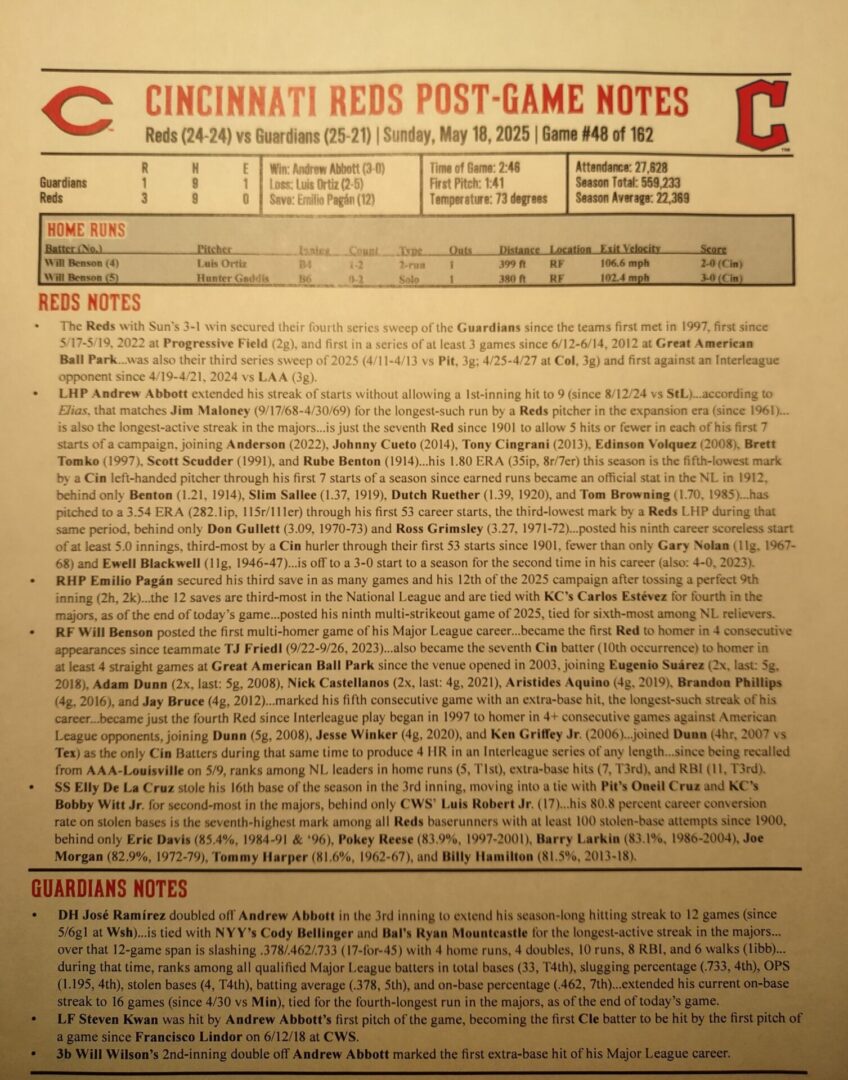 CINCINNATI REDS POST-GAME NOTES
Reds (24-24) vs Guardians (25-21) | Sunday, May 18, 2025 | Game #48 of 162
R H E
Guardians 1 9 1
Reds 3 9 0
Win: Andrew Abbott (3-0)
Loss: Luis Ortiz (2-5)
Save: Emilio Pagán (12)
Time of Game: 2:46
First Pitch: 1:41
Temperature: 73 degrees
Attendance: 27,828
Season Total: 559,233
Season Average: 22,369
HOME RUNS
Batter (No.) Pitcher Inning Count Type Outs Distance Location Exit Velocity Score
Will Benson (4) Luis Ortiz B4 1-2 2-run 1 399 ft RF 106.6 mph 2-0 (Cin)
Will Benson (5) Hunter Gaddis B6 0-2 Solo 1 380 ft RF 102.4 mph 3-0 (Cin)
REDS NOTES
• The Reds with Sun's 3-1 win secured their fourth series sweep of the Guardians since the teams first met in 1997, first since
5/17-5/19, 2022 at Progressive Field (2g), and first in a series of at least 3 games since 6/12-6/14, 2012 at Great American
Ball Park...was also their third series sweep of 2025 (4/11-4/13 vs Pit, 3g; 4/25-4/27 at Col, 3g) and first against an Interleague
opponent since 4/19-4/21, 2024 vs LAA (3g).
• LHP Andrew Abbott extended his streak of starts without allowing a 1st-inning hit to 9 (since 8/12/24 vs StL)...according to
Elias, that matches Jim Maloney (9/17/68-4/30/69) for the longest-such run by a Reds pitcher in the expansion era (since 1961)...
is also the longest-active streak in the majors...is just the seventh Red since 1901 to allow 5 hits or fewer in each of his first 7
starts of a campaign, joining Anderson (2022), Johnny Cueto (2014), Tony Cingrani (2013), Edinson Volquez (2008), Brett
Tomko (1997), Scott Scudder (1991), and Rube Benton (1914)...his 1.80 ERA (35ip, 8r/7er) this season is the fifth-lowest mark
by a Cin left-handed pitcher through his first 7 starts of a season since earned runs became an official stat in the NL in 1912,
behind only Benton (1.21, 1914), Slim Sallee (1.37, 1919), Dutch Ruether (1.39, 1920), and Tom Browning (1.70, 1985)...has
pitched to a 3.54 ERA (282.1ip, 115r/111er) through his first 53 career starts, the third-lowest mark by a Reds LHP during that
same period, behind only Don Gullett (3.09, 1970-73) and Ross Grimsley (3.27, 1971-72)...posted his ninth career scoreless start
of at least 5.0 innings, third-most by a Cin hurler through their first 53 starts since 1901, fewer than only Gary Nolan (11g, 1967-
68) and Ewell Blackwell (11g, 1946-47)...is off to a 3-0 start to a season for the second time in his career (also: 4-0, 2023).
• RHP Emilio Pagán secured his third save in as many games and his 12th of the 2025 campaign after tossing a perfect 9th
inning (2h, 2k)...the 12 saves are third-most in the National League and are tied with KC's Carlos Estévez for fourth in the
majors, as of the end of today's game...posted his ninth multi-strikeout game of 2025, tied for sixth-most among NL relievers.
• RF Will Benson posted the first multi-homer game of his Major League career...became the first Red to homer in 4 consecutive
appearances since teammate TJ Friedl (9/22-9/26, 2023)...also became the seventh Cin batter (10th occurrence) to homer in
at least 4 straight games at Great American Ball Park since the venue opened in 2003, joining Eugenio Suárez (2x, last: 5g,
2018), Adam Dunn (2x, last: 5g, 2008), Nick Castellanos (2x, last: 4g, 2021), Aristides Aquino (4g, 2019), Brandon Phillips
(4g, 2016), and Jay Bruce (4g, 2012)...marked his fifth consecutive game with an extra-base hit, the longest-such streak of his
career...became just the fourth Red since Interleague play began in 1997 to homer in 4+ consecutive games against American
League opponents, joining Dunn (5g, 2008), Jesse Winker (4g, 2020), and Ken Griffey Jr. (2006)...joined Dunn (4hr, 2007 vs
Tex) as the only Cin Batters during that same time to produce 4 HR in an Interleague series of any length...since being recalled
from AAA-Louisville on 5/9, ranks among NL leaders in home runs (5, T1st), extra-base hits (7, T3rd), and RBI (11, T3rd).
• SS Elly De La Cruz stole his 16th base of the season in the 3rd inning, moving into a tie with Pit's Oneil Cruz and KC's
Bobby Witt Jr. for second-most in the majors, behind only CWS' Luis Robert Jr. (17)...his 80.8 percent career conversion
rate on stolen bases is the seventh-highest mark among all Reds baserunners with at least 100 stolen-base attempts since 1900,
behind only Eric Davis (85.4%, 1984-91 & '96), Pokey Reese (83.9%, 1997-2001), Barry Larkin (83.1%, 1986-2004), Joe
Morgan (82.9%, 1972-79), Tommy Harper (81.6%, 1962-67), and Billy Hamilton (81.5%, 2013-18).
GUARDIANS NOTES
• DH José Ramírez doubled off Andrew Abbott in the 3rd inning to extend his season-long hitting streak to 12 games (since
5/6g1 at Wsh)...is tied with NYY's Cody Bellinger and Bal's Ryan Mountcastle for the longest-active streak in the majors...
over that 12-game span is slashing .378/.462/.733 (17-for-45) with 4 home runs, 4 doubles, 10 runs, 8 RBI, and 6 walks (1ibb)...
during that time, ranks among all qualified Major League batters in total bases (33, T4th), slugging percentage (.733, 4th), OPS
(1.195, 4th), stolen bases (4, T4th), batting average (.378, 5th), and on-base percentage (.462, 7th)...extended his current on-base
streak to 16 games (since 4/30 vs Min), tied for the fourth-longest run in the majors, as of the end of today's game.
• LF Steven Kwan was hit by Andrew Abbott's first pitch of the game, becoming the first Cle batter to be hit by the first pitch of
a game since Francisco Lindor on 6/12/18 at CWS.
• 3b Will Wilson's 2nd-inning double off Andrew Abbott marked the first extra-base hit of his Major League career.